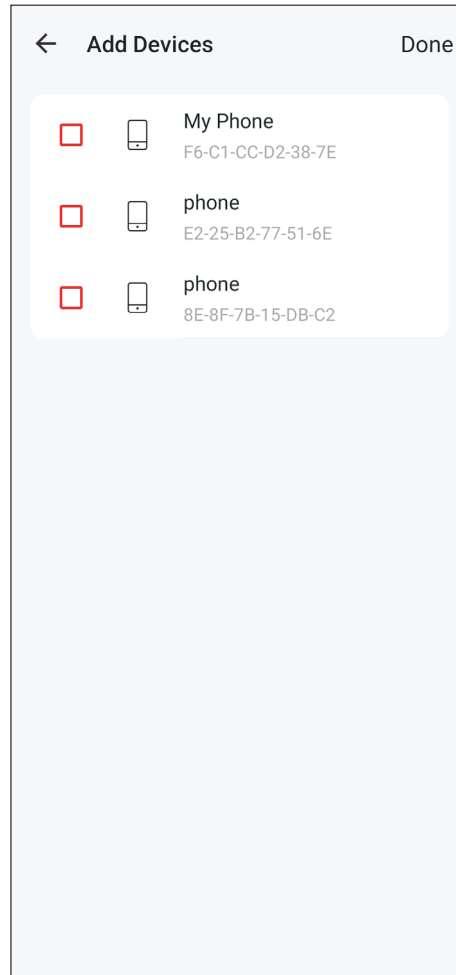 Add Devices Done
My Phone
F6-C1-CC-D2-38-7E
phone
E2-25-B2-77-51-6E
phone
8E-8F-7B-15-DB-C2